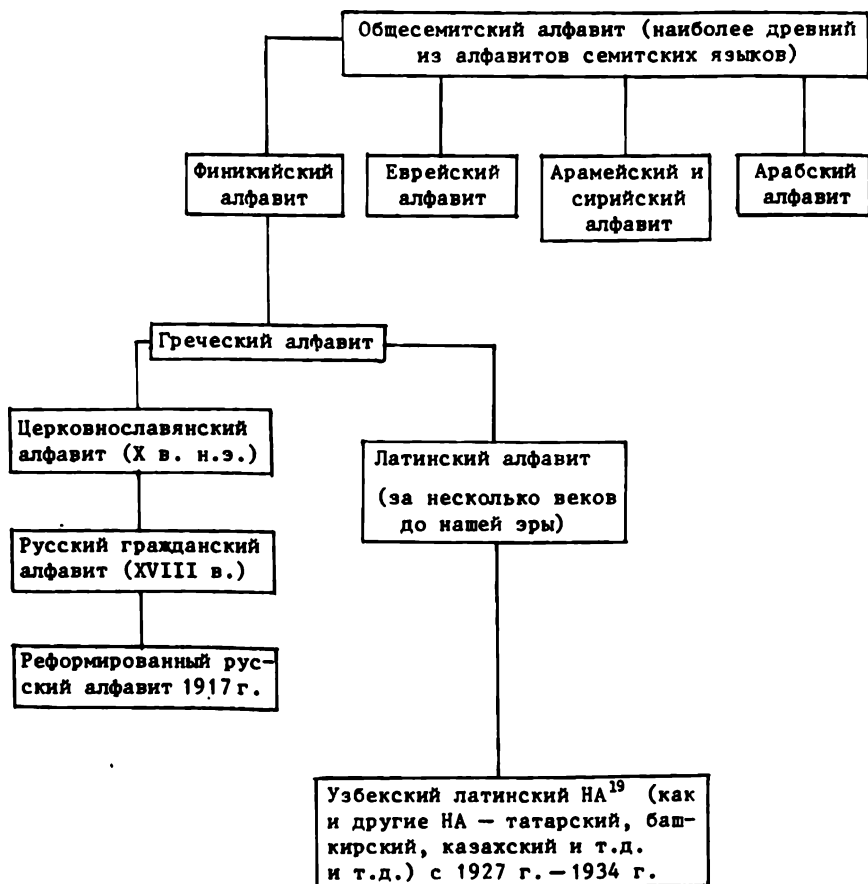 Общесемитский алфавит (наиболее древний
из алфавитов семитских языков)
Финикийский
алфавит
Еврейский
алфавит
Арамейский и
сирийский
алфавит
Арабский
алфавит
Греческий алфавит
Церковнославянский
алфавит (X в. н.э.)
Латинский алфавит
(за несколько веков
до нашей эры)
Русский гражданский
алфавит (XVIII в.)
Реформированный рус-
ский алфавит 1917 г.
Узбекский латинский НА¹⁹ (как
и другие НА — татарский, баш-
кирский, казахский и т.д.
и т.д.) с 1927 г.—1934 г.